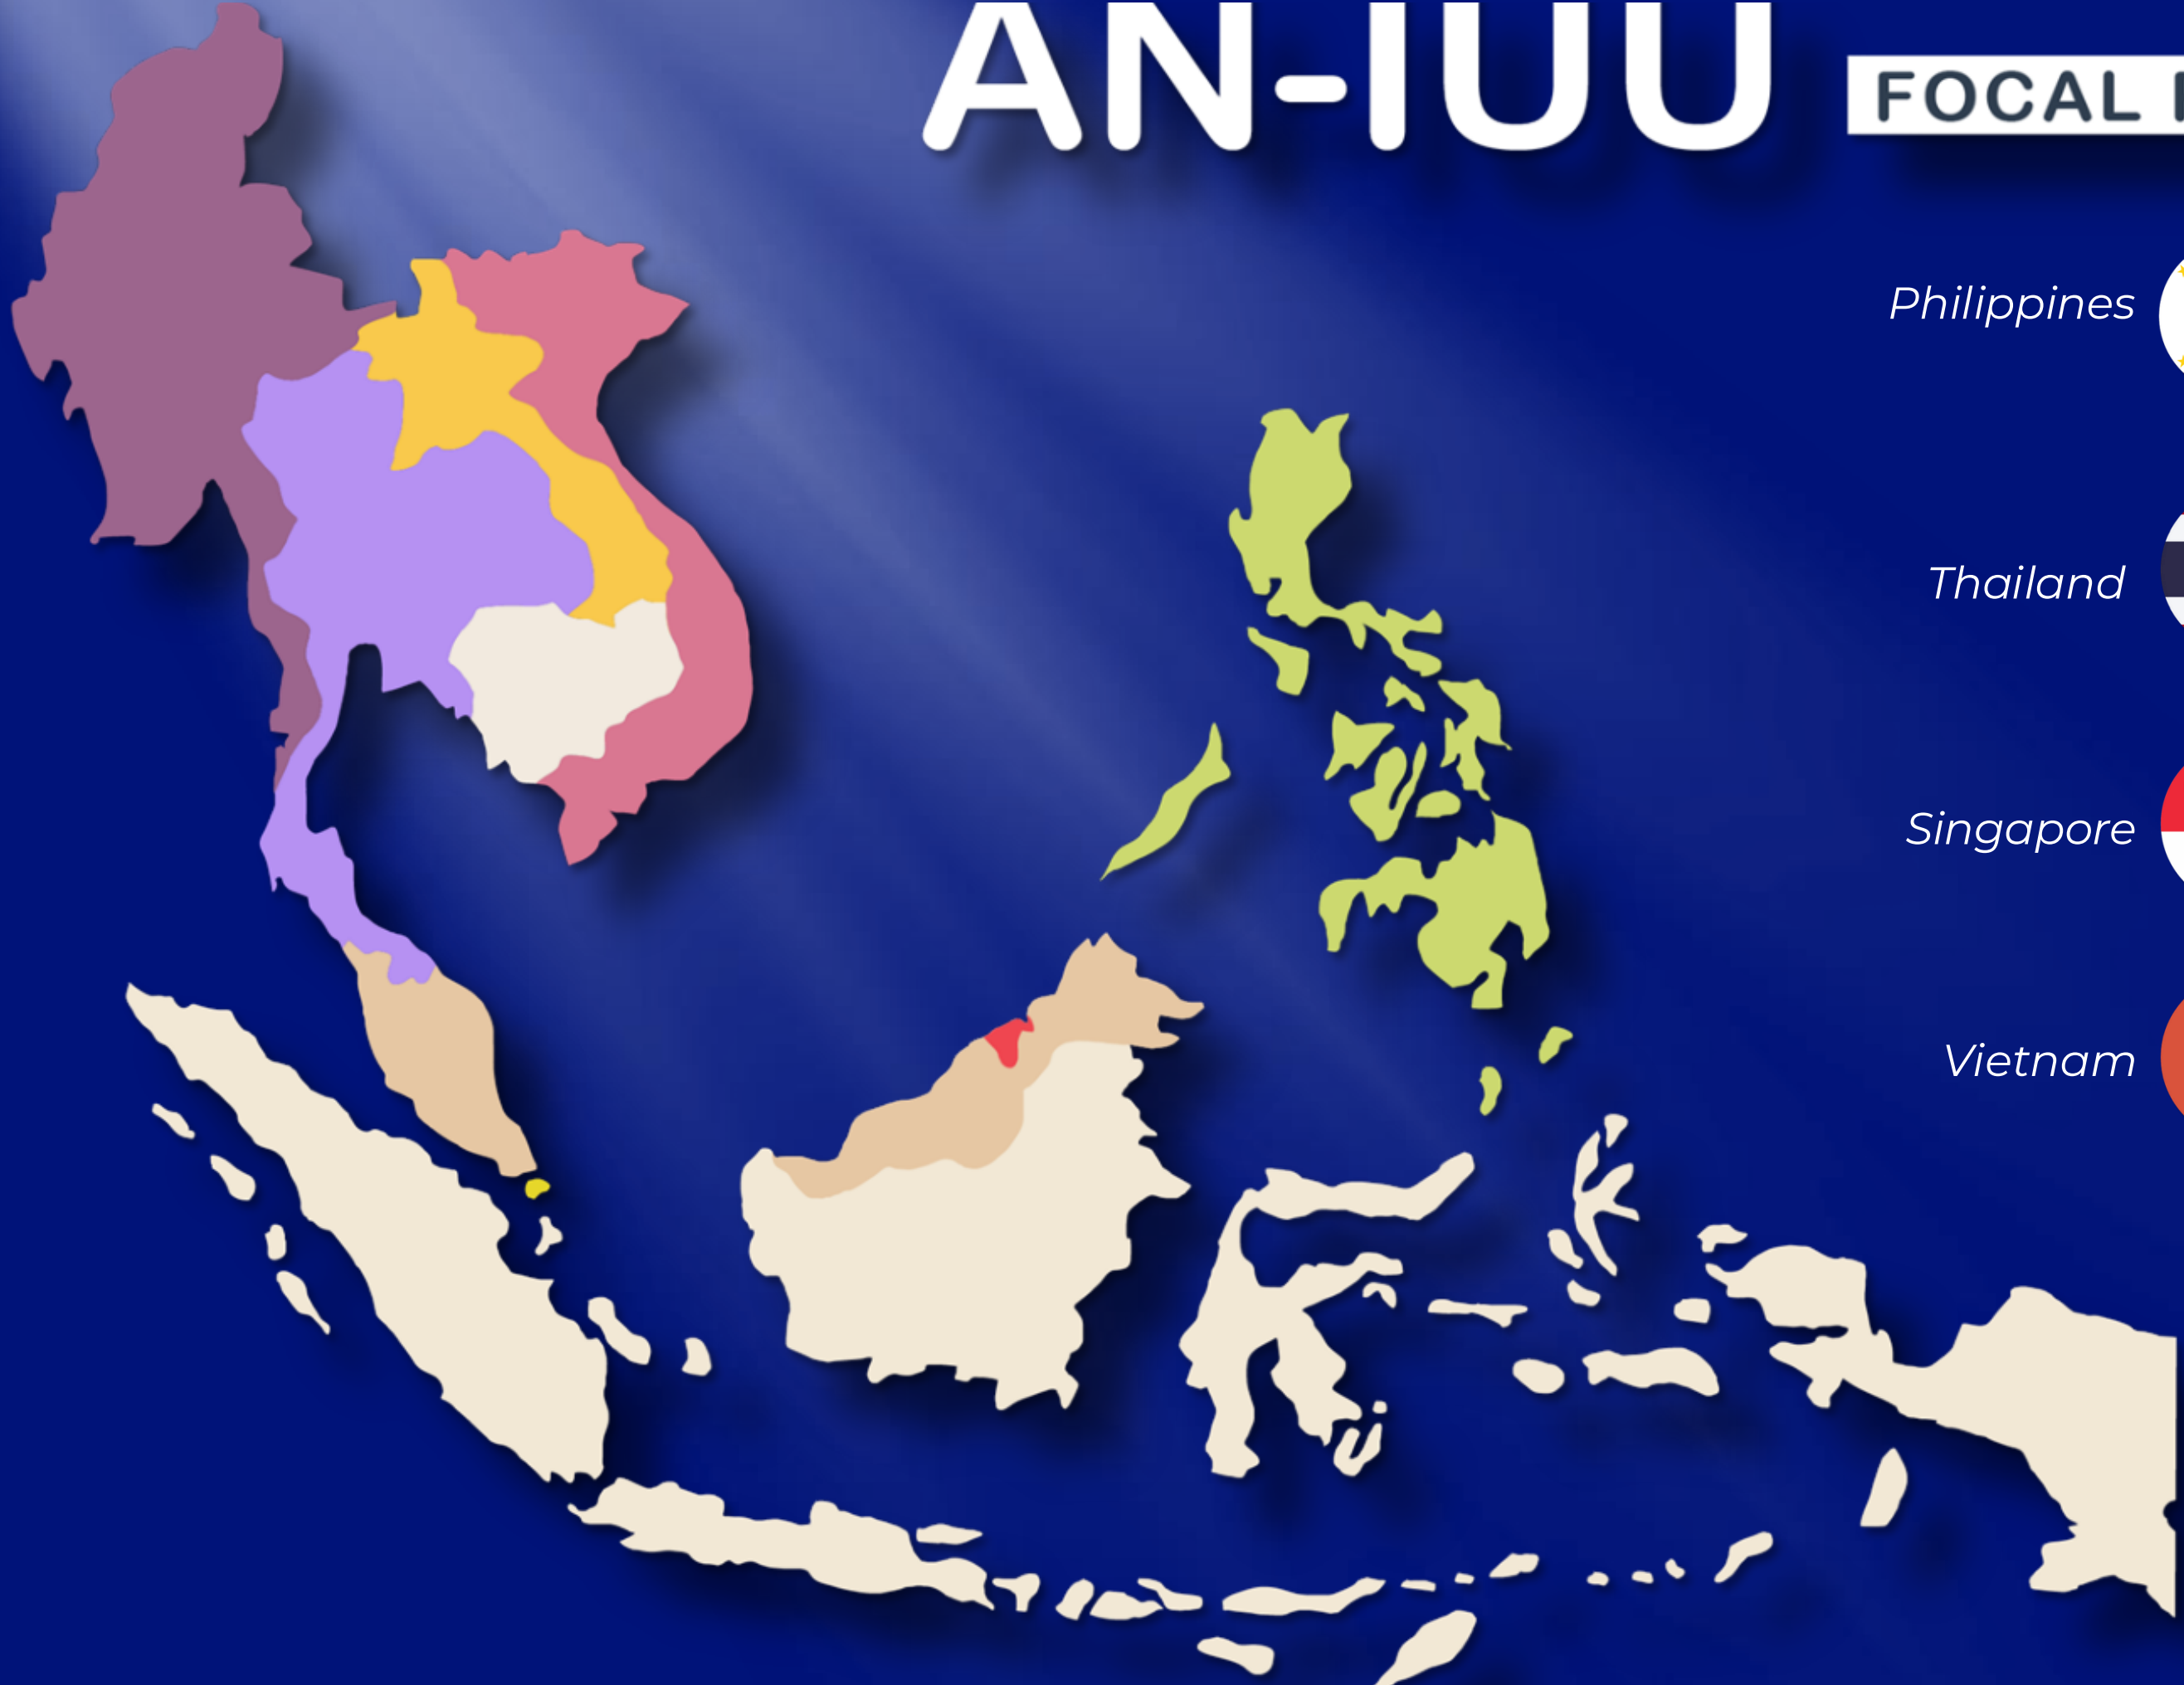 AN-IUU
FOCAL
Philippines
Thailand
Singapore
Vietnam